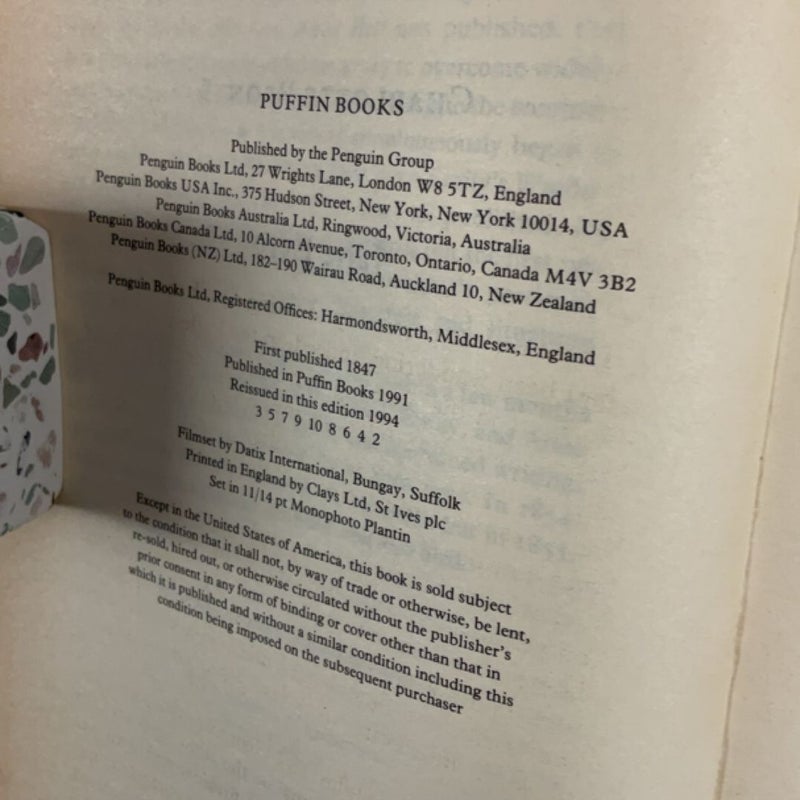 PUFFIN BOOKS
Published by the Penguin Group
Penguin Books Ltd, 27 Wrights Lane, London W8 5TZ, England
Penguin Books USA Inc., 375 Hudson Street, New York, New York 10014, USA
Penguin Books Australia Ltd, Ringwood, Victoria, Australia
Penguin Books Canada Ltd, 10 Alcorn Avenue, Toronto, Ontario, Canada M4V 3B2
Penguin Books (NZ) Ltd, 182–190 Wairau Road, Auckland 10, New Zealand
Penguin Books Ltd, Registered Offices: Harmondsworth, Middlesex, England
First published 1847
Published in Puffin Books 1991
Reissued in this edition 1994
3 5 7 9 10 8 6 4 2
Filmset by Datix International, Bungay, Suffolk
Printed in England by Clays Ltd, St Ives plc
Set in 11/14 pt Monophoto Plantin
Except in the United States of America, this book is sold subject
to the condition that it shall not, by way of trade or otherwise, be lent,
re-sold, hired out, or otherwise circulated without the publisher's
prior consent in any form of binding or cover other than that in
which it is published and without a similar condition including this
condition being imposed on the subsequent purchaser